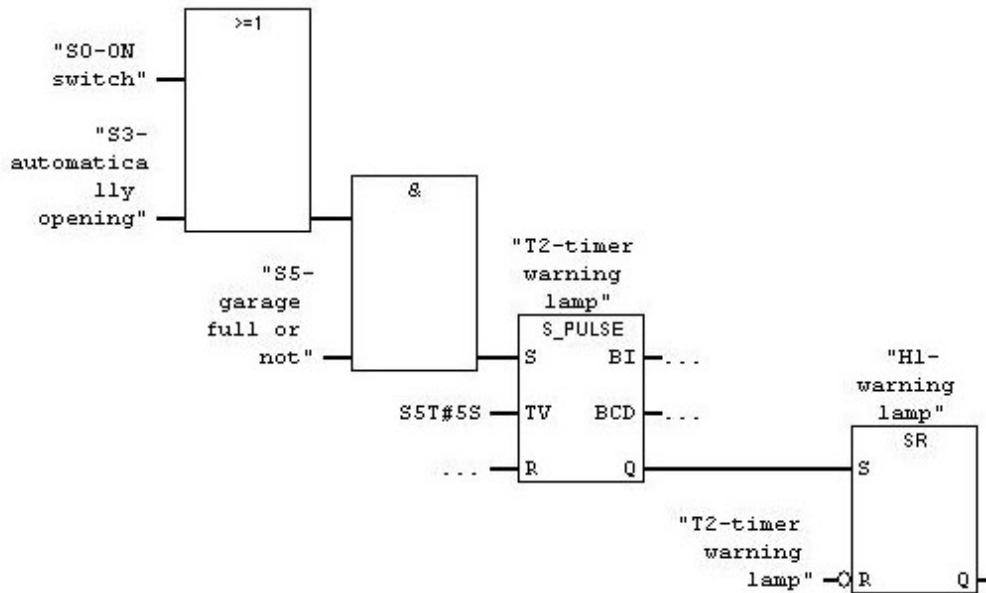 >=1
"S0-ON
switch"
"S3-
automatica
lly
opening"
&
"S5-
garage
full or
not"
"T2-timer
warning
lamp"
S_PULSE
S BI ...
S5T#5S TV BCD ...
... R Q
"H1-
warning
lamp"
SR
S
"T2-timer
warning
lamp" R Q